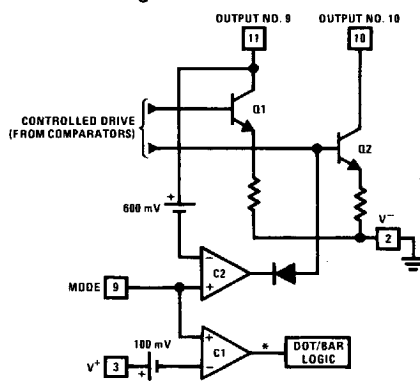 OUTPUT NO. 9
OUTPUT NO. 10
11
10
Q1
CONTROLLED DRIVE
(FROM COMPARATORS)
Q2
+
600 mV
V−
2
−
C2
+
MODE 9
100 mV
+
C1
*
DOT/BAR
LOGIC
V+ 3
+
−